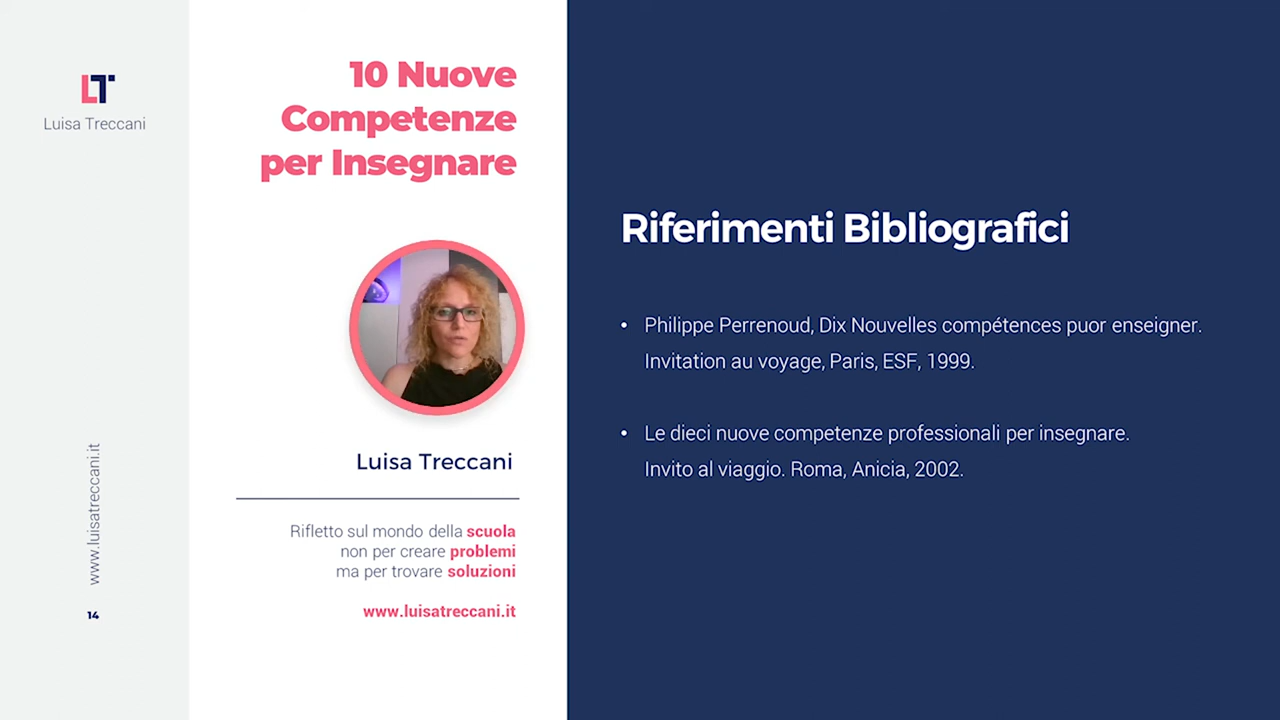 LT
Luisa Treccani
www.luisatreccani.it
14
10 Nuove
Competenze
per Insegnare
Luisa Treccani
Rifletto sul mondo della scuola
non per creare problemi
ma per trovare soluzioni
www.luisatreccani.it
Riferimenti Bibliografici
• Philippe Perrenoud, Dix Nouvelles compétences puor enseigner.
Invitation au voyage, Paris, ESF, 1999.
• Le dieci nuove competenze professionali per insegnare.
Invito al viaggio. Roma, Anicia, 2002.